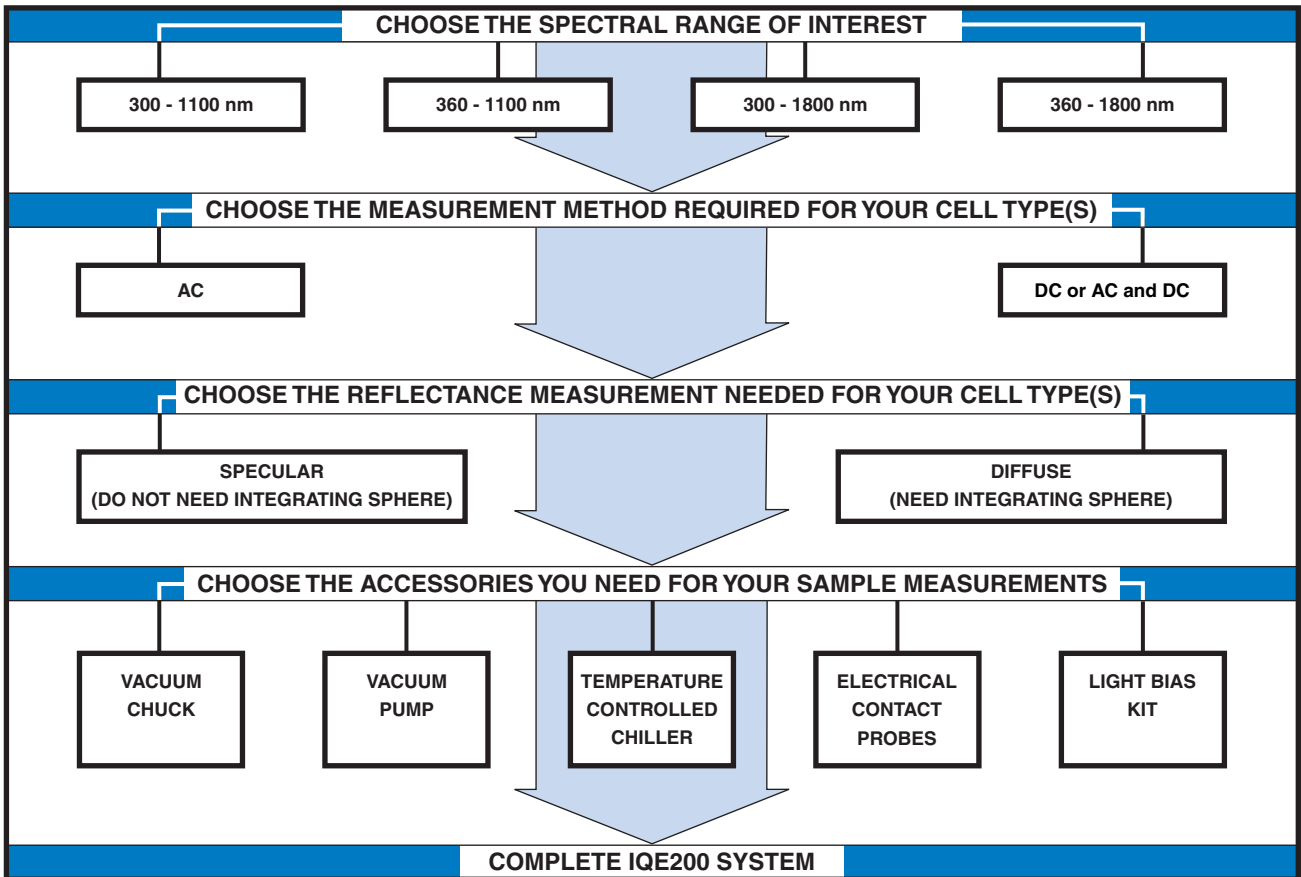 CHOOSE THE SPECTRAL RANGE OF INTEREST
300 - 1100 nm
360 - 1100 nm
300 - 1800 nm
360 - 1800 nm
CHOOSE THE MEASUREMENT METHOD REQUIRED FOR YOUR CELL TYPE(S)
AC
DC or AC and DC
CHOOSE THE REFLECTANCE MEASUREMENT NEEDED FOR YOUR CELL TYPE(S)
SPECULAR
(DO NOT NEED INTEGRATING SPHERE)
DIFFUSE
(NEED INTEGRATING SPHERE)
CHOOSE THE ACCESSORIES YOU NEED FOR YOUR SAMPLE MEASUREMENTS
VACUUM
CHUCK
VACUUM
PUMP
TEMPERATURE
CONTROLLED
CHILLER
ELECTRICAL
CONTACT
PROBES
LIGHT BIAS
KIT
COMPLETE IQE200 SYSTEM